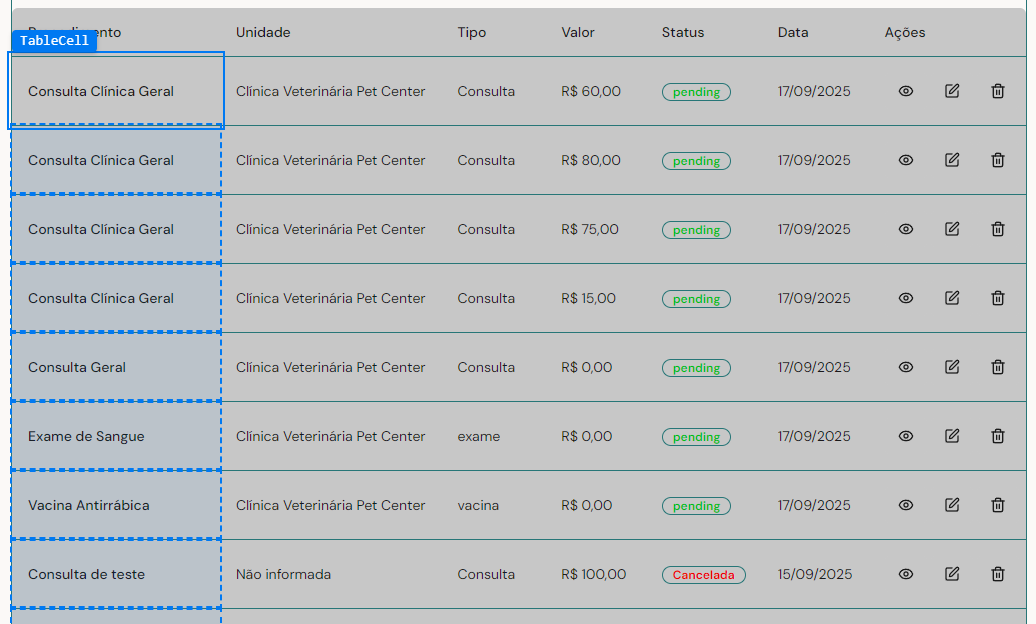 TableCell
Unidade Tipo Valor Status Data Ações
Consulta Clínica Geral Clínica Veterinária Pet Center Consulta R$ 60,00 pending 17/09/2025
Consulta Clínica Geral Clínica Veterinária Pet Center Consulta R$ 80,00 pending 17/09/2025
Consulta Clínica Geral Clínica Veterinária Pet Center Consulta R$ 75,00 pending 17/09/2025
Consulta Clínica Geral Clínica Veterinária Pet Center Consulta R$ 15,00 pending 17/09/2025
Consulta Geral Clínica Veterinária Pet Center Consulta R$ 0,00 pending 17/09/2025
Exame de Sangue Clínica Veterinária Pet Center exame R$ 0,00 pending 17/09/2025
Vacina Antirrábica Clínica Veterinária Pet Center vacina R$ 0,00 pending 17/09/2025
Consulta de teste Não informada Consulta R$ 100,00 Cancelada 15/09/2025